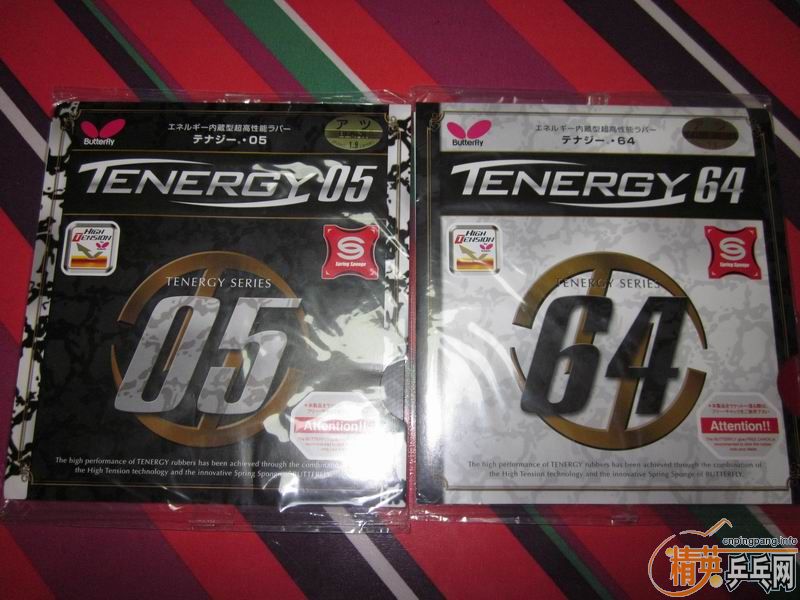 Butterfly
エネルギー内蔵型超高性能ラバー
テナジー・05
アツ
1.9
TENERGY 05
HIGH TENSION
Spring Sponge
TENERGY SERIES
05
Attention!!
The high performance of TENERGY rubbers has been achieved through the combination of
the High Tension technology and the innovative Spring Sponge of BUTTERFLY.
Butterfly
エネルギー内蔵型超高性能ラバー
テナジー・64
TENERGY 64
HIGH TENSION
Spring Sponge
TENERGY SERIES
64
Attention!!
The high performance of TENERGY rubbers has been achieved through the combination of
the High Tension technology and the innovative Spring Sponge of BUTTERFLY.
cnpingpang.info
精英乒乓网